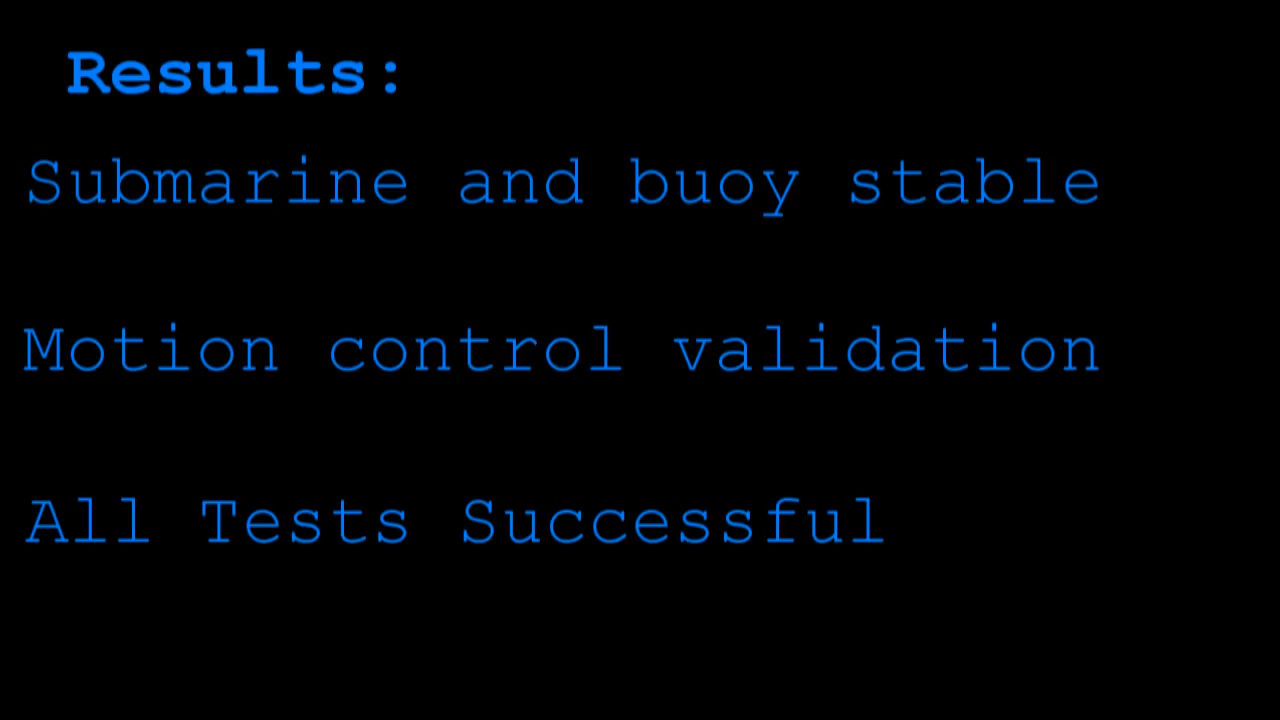 Results:
Submarine and buoy stable
Motion control validation
All Tests Successful